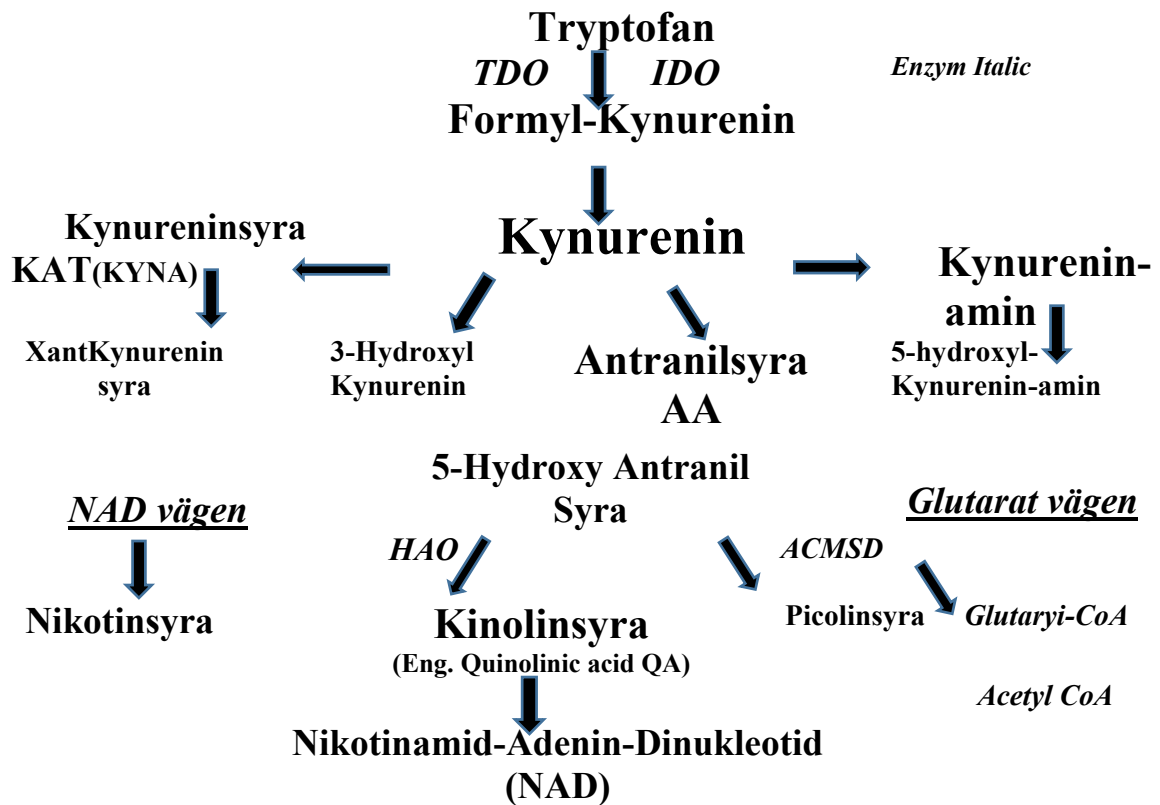 Tryptofan
TDO IDO
Enzym Italic
Formyl-Kynurenin
Kynurenin
Kynureninsyra
KAT(KYNA)
Kynurenin-
amin
XantKynurenin
syra
3-Hydroxyl
Kynurenin
Antranilsyra
AA
5-hydroxyl-
Kynurenin-amin
5-Hydroxy Antranil
Syra
NAD vägen
Glutarat vägen
HAO
ACMSD
Nikotinsyra
Kinolinsyra
(Eng. Quinolinic acid QA)
Picolinsyra
Glutaryi-CoA
Acetyl CoA
Nikotinamid-Adenin-Dinukleotid
(NAD)